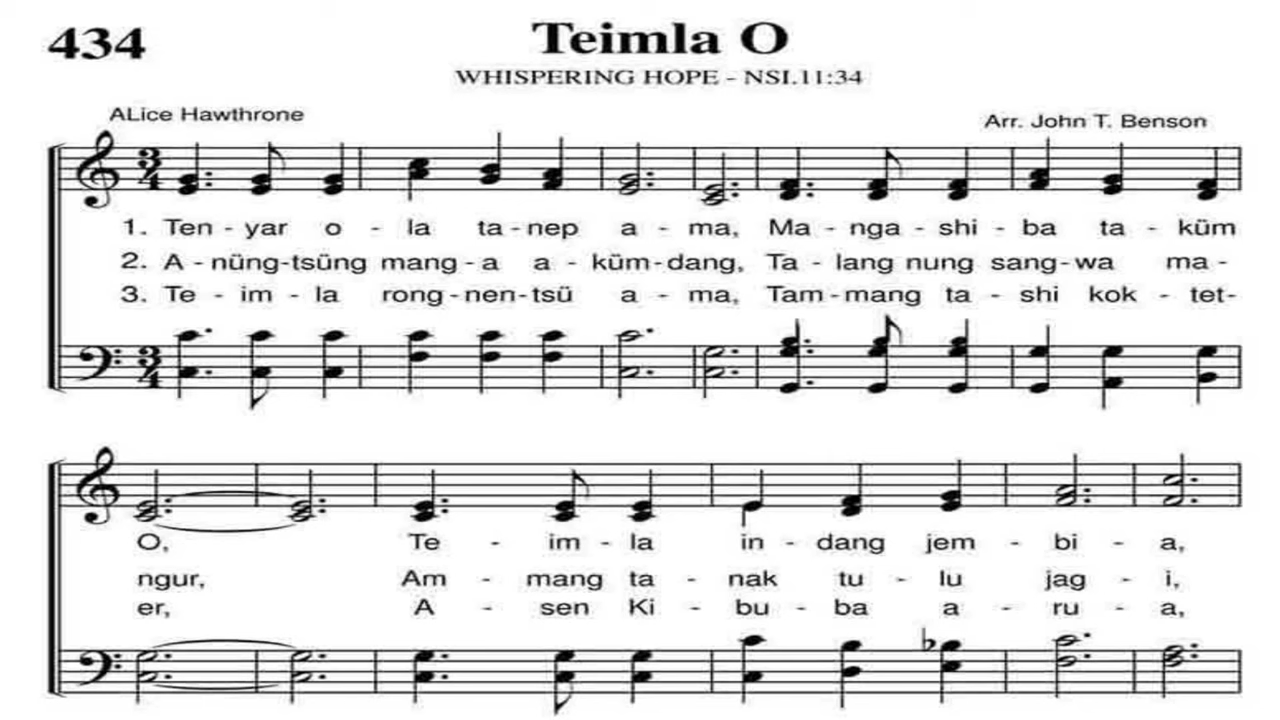 434
Teimla O
WHISPERING HOPE - NSI.11:34
ALice Hawthrone
Arr. John T. Benson
1. Ten - yar o - la ta - nep a - ma, Ma - nga - shi - ba ta - küm
2. A - nüng-tsüng mang - a a - küm-dang, Ta - lang nung sang-wa ma -
3. Te - im - la rong-nen-tsü a - ma, Tam-mang ta - shi kok - tet-
O, Te - im - la in - dang jem - bi - a,
ngur, Am - mang ta - nak tu - lu jag - i,
er, A - sen Ki - bu - ba a - ru - a,